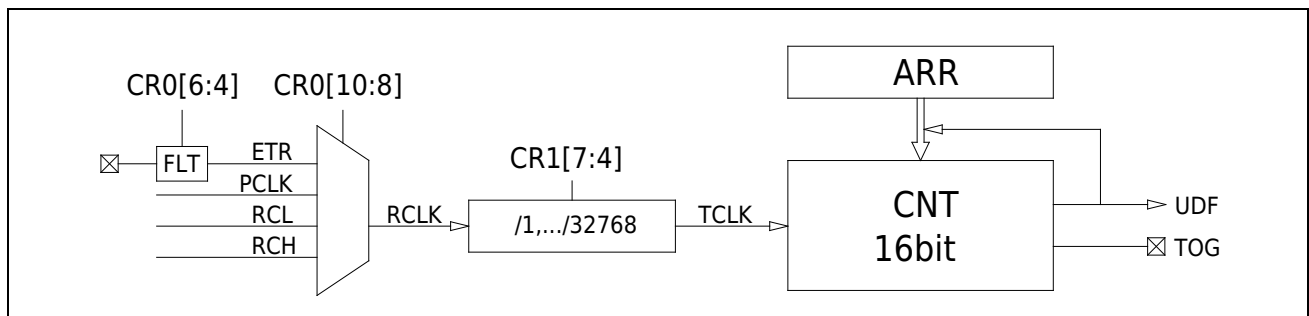 ARR
CR0[6:4] CR0[10:8]
CR1[7:4]
FLT
ETR
PCLK
RCL
RCH
RCLK
/1,.../32768
TCLK
CNT
16bit
UDF
TOG